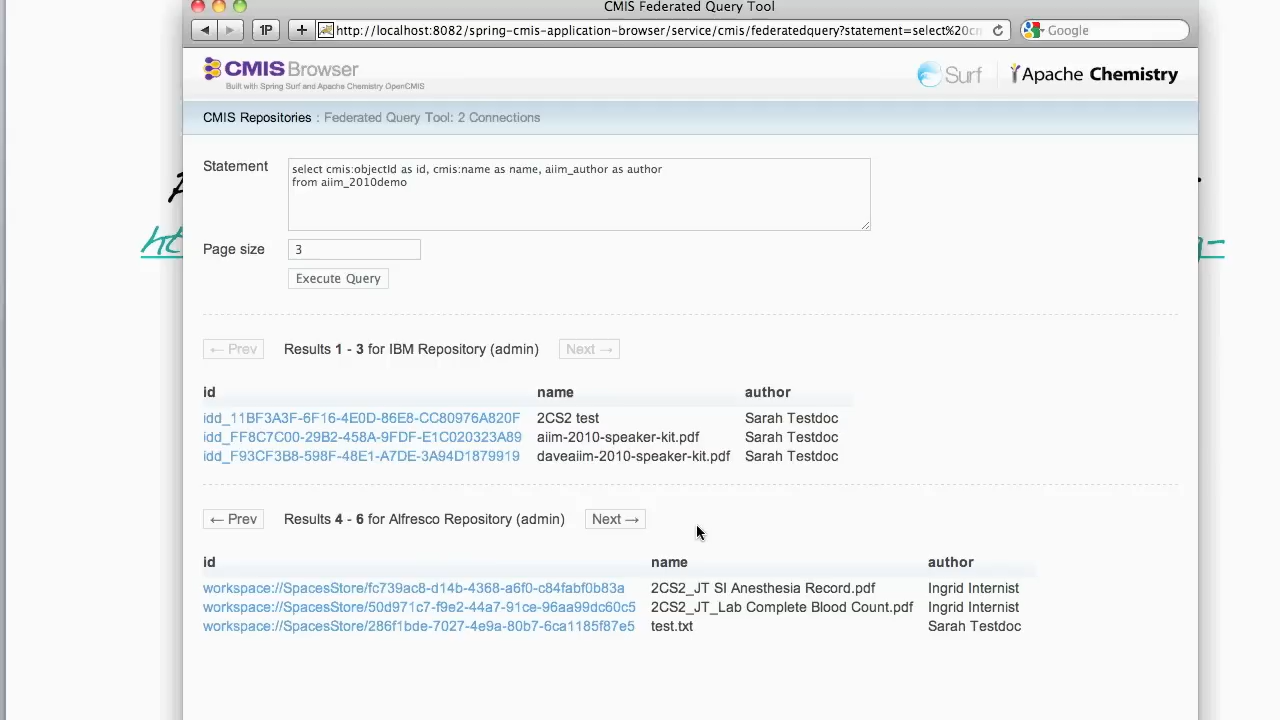 CMIS Federated Query Tool
1P
+
http://localhost:8082/spring-cmis-application-browser/service/cmis/federatedquery?statement=select%20cn
Google
CMIS Browser
Built with Spring Surf and Apache Chemistry OpenCMIS
Surf
Apache Chemistry
CMIS Repositories : Federated Query Tool: 2 Connections
Statement
select cmis:objectId as id, cmis:name as name, aiim_author as author
from aiim_2010demo
Page size
3
Execute Query
← Prev Results 1 - 3 for IBM Repository (admin) Next →
id name author
idd_11BF3A3F-6F16-4E0D-86E8-CC80976A820F 2CS2 test Sarah Testdoc
idd_FF8C7C00-29B2-458A-9FDF-E1C020323A89 aiim-2010-speaker-kit.pdf Sarah Testdoc
idd_F93CF3B8-598F-48E1-A7DE-3A94D1879919 daveaiim-2010-speaker-kit.pdf Sarah Testdoc
← Prev Results 4 - 6 for Alfresco Repository (admin) Next →
id name author
workspace://SpacesStore/fc739ac8-d14b-4368-a6f0-c84fabf0b83a 2CS2_JT SI Anesthesia Record.pdf Ingrid Internist
workspace://SpacesStore/50d971c7-f9e2-44a7-91ce-96aa99dc60c5 2CS2_JT_Lab Complete Blood Count.pdf Ingrid Internist
workspace://SpacesStore/286f1bde-7027-4e9a-80b7-6ca1185f87e5 test.txt Sarah Testdoc